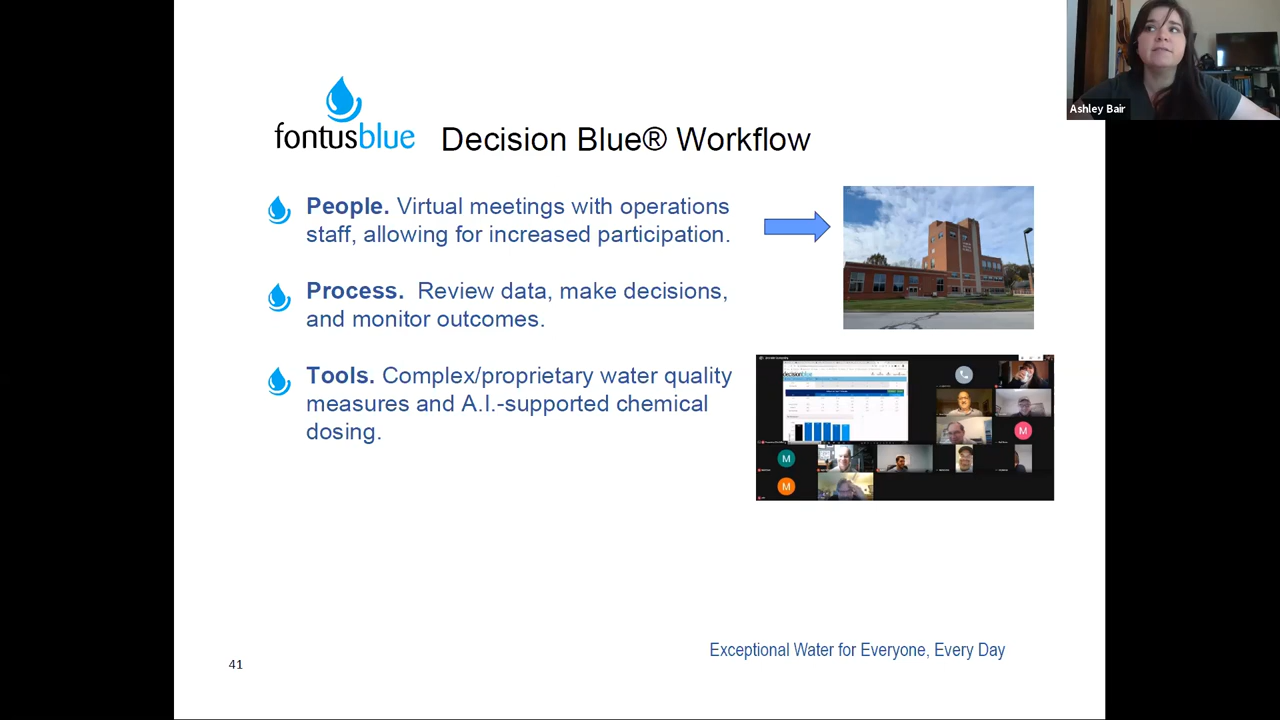 Ashley Bair
fontusblue
Decision Blue® Workflow
People. Virtual meetings with operations
staff, allowing for increased participation.
Process. Review data, make decisions,
and monitor outcomes.
Tools. Complex/proprietary water quality
measures and A.I.-supported chemical
dosing.
decisionblue
M
M
M
Exceptional Water for Everyone, Every Day
41